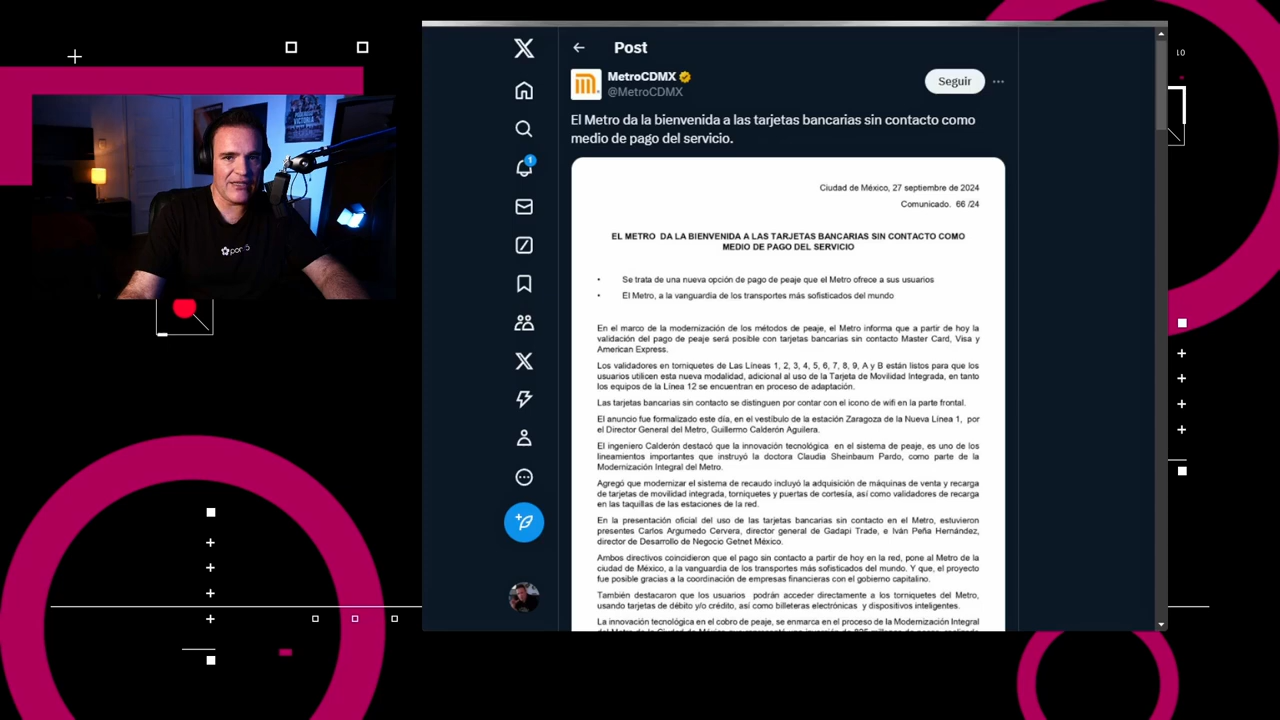 Post
MetroCDMX
@MetroCDMX
Seguir
El Metro da la bienvenida a las tarjetas bancarias sin contacto como
medio de pago del servicio.
Ciudad de México, 27 septiembre de 2024
Comunicado. 66 /24
EL METRO DA LA BIENVENIDA A LAS TARJETAS BANCARIAS SIN CONTACTO COMO
MEDIO DE PAGO DEL SERVICIO
• Se trata de una nueva opción de pago de peaje que el Metro ofrece a sus usuarios
• El Metro, a la vanguardia de los transportes más sofisticados del mundo
En el marco de la modernización de los métodos de peaje, el Metro informa que a partir de hoy la
validación del pago de peaje será posible con tarjetas bancarias sin contacto Master Card, Visa y
American Express.
Los validadores en torniquetes de Las Líneas 1, 2, 3, 4, 5, 6, 7, 8, 9, A y B están listos para que los
usuarios utilicen esta nueva modalidad, adicional al uso de la Tarjeta de Movilidad Integrada, en tanto
los equipos de la Línea 12 se encuentran en proceso de adaptación.
Las tarjetas bancarias sin contacto se distinguen por contar con el icono de wifi en la parte frontal.
El anuncio fue formalizado este día, en el vestíbulo de la estación Zaragoza de la Nueva Línea 1, por
el Director General del Metro, Guillermo Calderón Aguilera.
El ingeniero Calderón destacó que la innovación tecnológica en el sistema de peaje, es uno de los
lineamientos importantes que instruyó la doctora Claudia Sheinbaum Pardo, como parte de la
Modernización Integral del Metro.
Agregó que modernizar el sistema de recaudo incluyó la adquisición de máquinas de venta y recarga
de tarjetas de movilidad integrada, torniquetes y puertas de cortesía, así como validadores de recarga
en las taquillas de las estaciones de la red.
En la presentación oficial del uso de las tarjetas bancarias sin contacto en el Metro, estuvieron
presentes Carlos Argumedo Cervera, director general de Gadapi Trade, e Iván Peña Hernández,
director de Desarrollo de Negocio Getnet México.
Ambos directivos coincidieron que el pago sin contacto a partir de hoy en la red, pone al Metro de la
ciudad de México, a la vanguardia de los transportes más sofisticados del mundo. Y que, el proyecto
fue posible gracias a la coordinación de empresas financieras con el gobierno capitalino.
También destacaron que los usuarios podrán acceder directamente a los torniquetes del Metro,
usando tarjetas de débito y/o crédito, así como billeteras electrónicas y dispositivos inteligentes.
La innovación tecnológica en el cobro de peaje, se enmarca en el proceso de la Modernización Integral
1
10